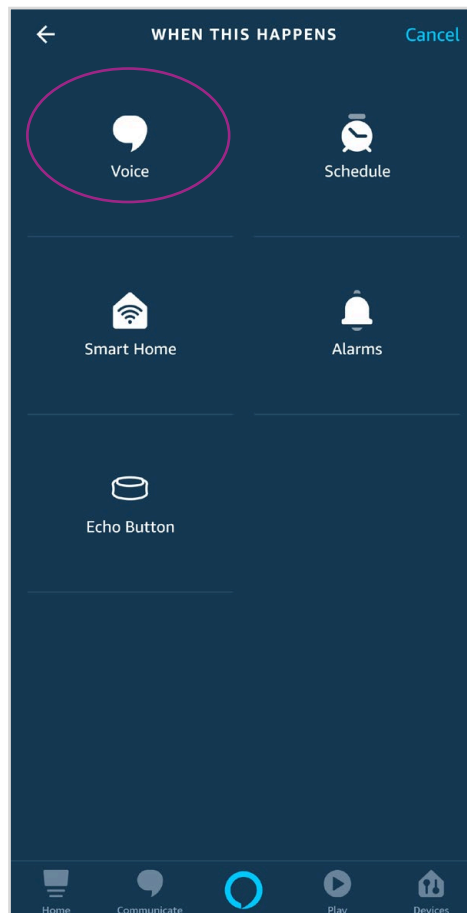 WHEN THIS HAPPENS Cancel
Voice Schedule
Smart Home Alarms
Echo Button
Home Communicate Play Devices